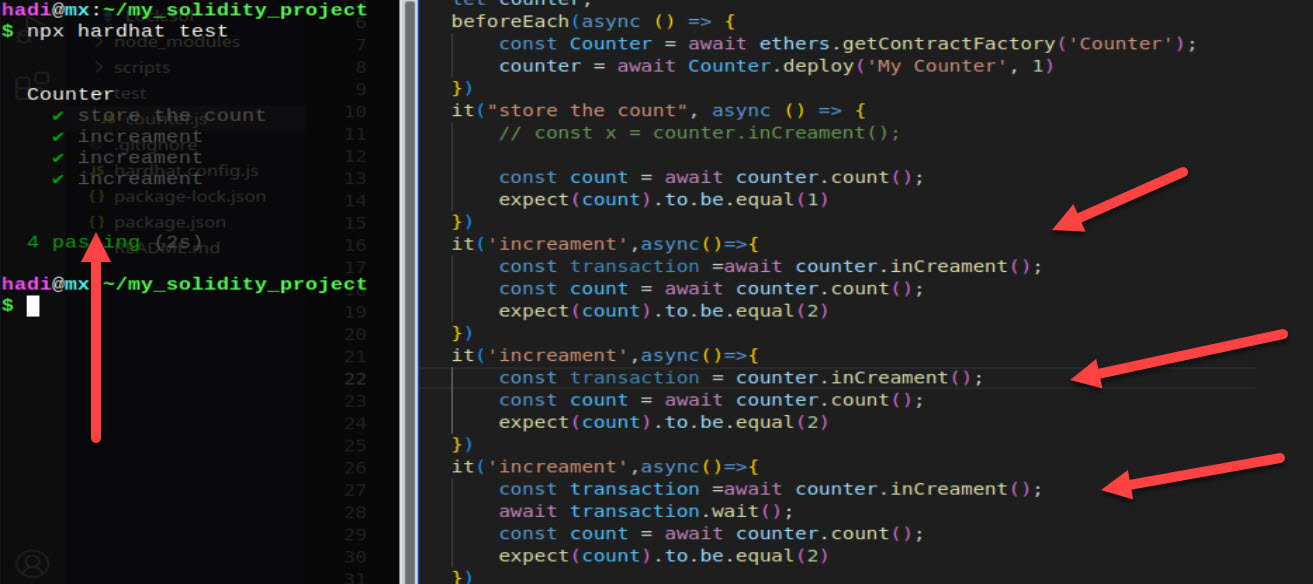 hadi@mx:~/my_solidity_project
$ npx hardhat test
node_modules
> scripts
test
Counter
✔ store the count
counter.js
✔ increament
.gitignore
✔ increament
JS hardhat.config.js
✔ increament
{} package-lock.json
{} package.json
4 passing (2s)
README.md
hadi@mx:~/my_solidity_project
$
let counter;
6 beforeEach(async () => {
7 const Counter = await ethers.getContractFactory('Counter');
8 counter = await Counter.deploy('My Counter', 1)
9 })
10 it("store the count", async () => {
11 // const x = counter.inCreament();
12
13 const count = await counter.count();
14 expect(count).to.be.equal(1)
15 })
16 it('increament',async()=>{
17 const transaction =await counter.inCreament();
18 const count = await counter.count();
19 expect(count).to.be.equal(2)
20 })
21 it('increament',async()=>{
22 const transaction = counter.inCreament();
23 const count = await counter.count();
24 expect(count).to.be.equal(2)
25 })
26 it('increament',async()=>{
27 const transaction =await counter.inCreament();
28 await transaction.wait();
29 const count = await counter.count();
30 expect(count).to.be.equal(2)
31 })